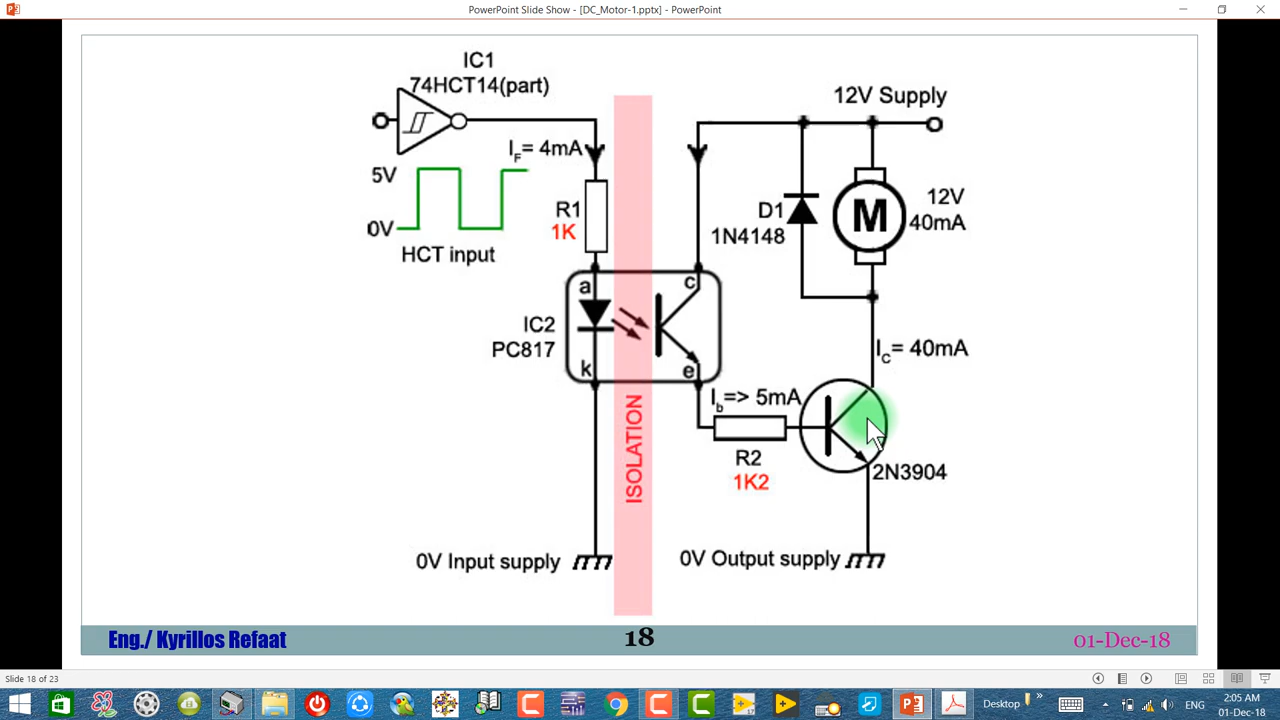 PowerPoint Slide Show - [DC_Motor-1.pptx] - PowerPoint
IC1
74HCT14(part)
12V Supply
IF= 4mA
5V
0V
HCT input
R1
1K
D1
1N4148
M
12V
40mA
a
c
IC2
PC817
k
e
IC= 40mA
Ib=> 5mA
ISOLATION
R2
1K2
2N3904
0V Input supply
0V Output supply
Eng./ Kyrillos Refaat
18
01-Dec-18
Slide 18 of 23
Desktop
ENG
2:05 AM
01-Dec-18